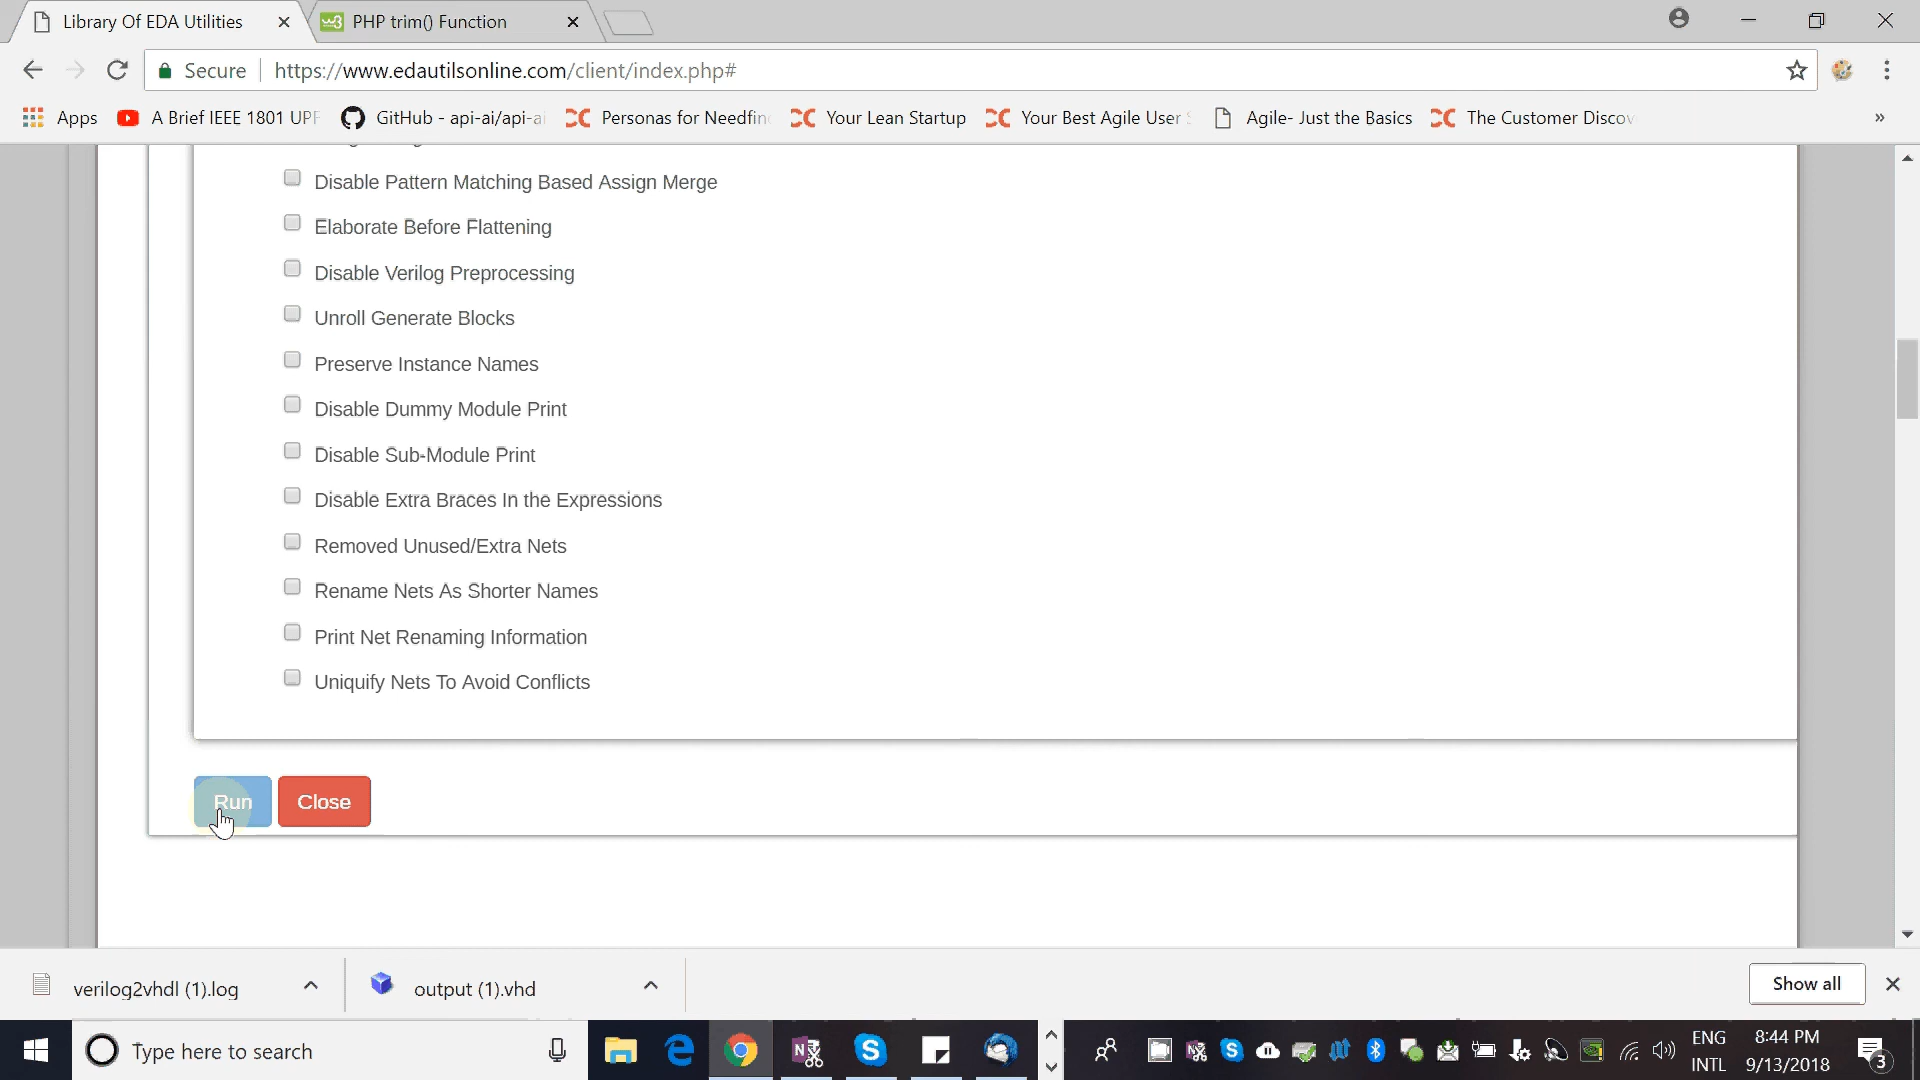 Library Of EDA Utilities
PHP trim() Function
Secure
https://www.edautilsonline.com/client/index.php#
Apps
A Brief IEEE 1801 UPF
GitHub - api-ai/api-ai
Personas for Needfin
Your Lean Startup
Your Best Agile User S
Agile- Just the Basics
The Customer Discov
»
Disable Pattern Matching Based Assign Merge
Elaborate Before Flattening
Disable Verilog Preprocessing
Unroll Generate Blocks
Preserve Instance Names
Disable Dummy Module Print
Disable Sub-Module Print
Disable Extra Braces In the Expressions
Removed Unused/Extra Nets
Rename Nets As Shorter Names
Print Net Renaming Information
Uniquify Nets To Avoid Conflicts
Run
Close
verilog2vhdl (1).log
output (1).vhd
Show all
Type here to search
ENG
INTL
8:44 PM
9/13/2018
3